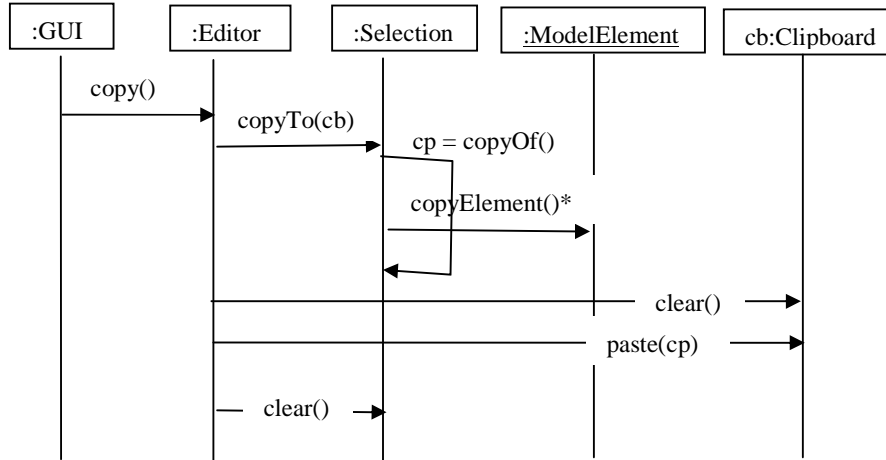 :GUI
:Editor
:Selection
:ModelElement
cb:Clipboard
copy()
copyTo(cb)
cp = copyOf()
copyElement()*
clear()
paste(cp)
clear()